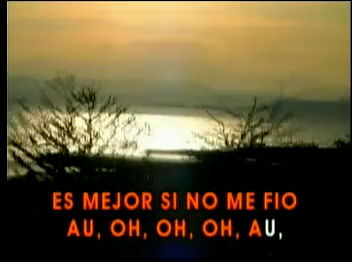 ES MEJOR SI NO ME FIO
AU, OH, OH, OH, AU,